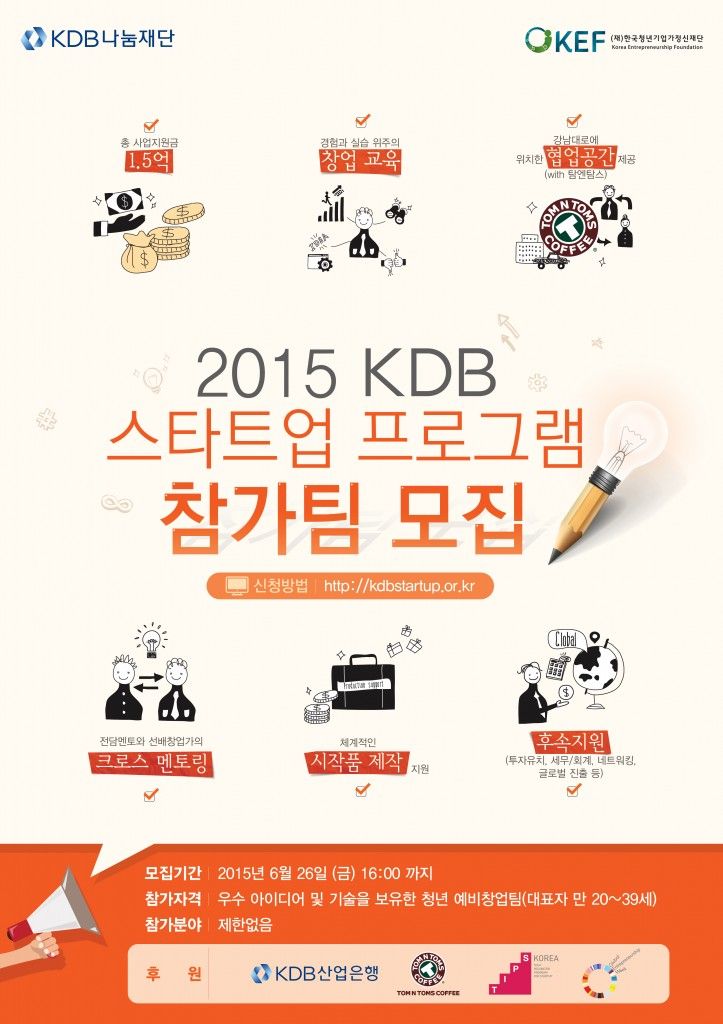 KDB나눔재단
OKEF (재)한국청년기업가정신재단
Korea Entrepreneurship Foundation
총 사업지원금
1.5억
경험과 실습 위주의
창업 교육
IDEA
강남대로에
위치한 협업공간 제공
(with 탐앤탐스)
TOM N TOMS
COFFEE
2015 KDB
스타트업 프로그램
참가팀 모집
신청방법 | http://kdbstartup.or.kr
전담멘토와 선배창업가의
크로스 멘토링
Production support
체계적인
시작품 제작 지원
Global
후속지원
(투자유치, 세무/회계, 네트워킹,
글로벌 진출 등)
모집기간 | 2015년 6월 26일 (금) 16:00 까지
참가자격 | 우수 아이디어 및 기술을 보유한 청년 예비창업팀(대표자 만 20~39세)
참가분야 | 제한없음
후 원
KDB산업은행
TOM N TOMS
COFFEE
TOM N TOMS COFFEE
TIPS
KOREA
Global Entrepreneurship Week